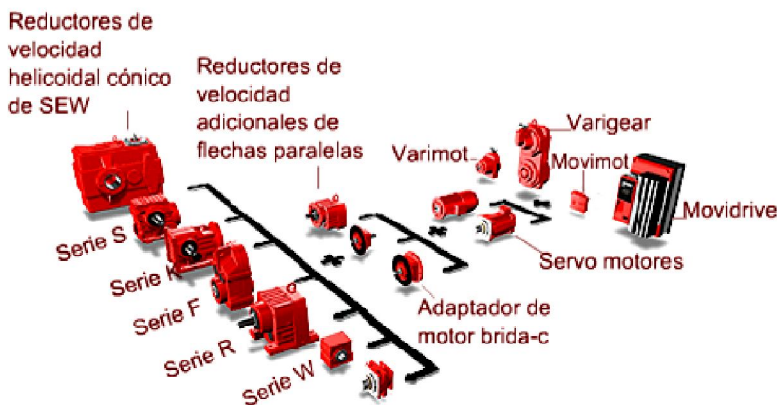 Reductores de
velocidad
helicoidal cónico
de SEW
Reductores de
velocidad
adicionales de
flechas paralelas
Varigear
Varimot
Movimot
Movidrive
Servo motores
Adaptador de
motor brida-c
Serie S
Serie K
Serie F
Serie R
Serie W